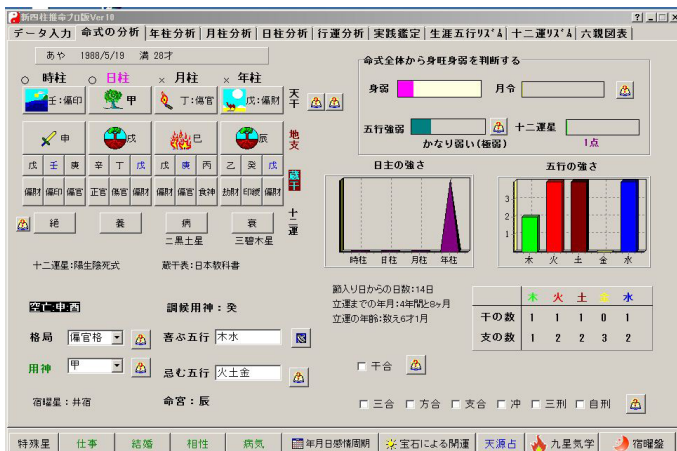 新四柱推命プロ版Ver10
データ入力 命式の分析 年柱分析 月柱分析 日柱分析 行運分析 実践鑑定 生涯五行リズム 十二運リズム 六親図表
あや 1988/5/19 満 28才
○ 時柱 ○ 日柱 × 月柱 × 年柱
壬:偏印 甲 丁:傷官 戊:偏財 天干
申 戌 巳 辰 地支
戊 壬 庚 辛 丁 戊 戊 庚 丙 乙 癸 戊 蔵干
偏財 偏印 偏官 正官 傷官 偏財 偏財 偏官 食神 劫財 印綬 偏財
絶 養 病 衰 十二運
二黒土星 三碧木星
十二運星:陽生陰死式 蔵干表:日本教科書
空亡:申酉 調候用神:癸
格局 偏官格 喜ぶ五行 木水
用神 甲 忌む五行 火土金
宿曜星:井宿 命宮:辰
命式全体から身旺身弱を判断する
身弱 月令
五行強弱 十二運星
かなり弱い(極弱) 1点
日主の強さ 五行の強さ
3
2
1
時柱 日柱 月柱 年柱 木 火 土 金 水
節入り日からの日数:14日
立運までの年月:4年間と8ヶ月
立運の年齢:数え6才1月
木 火 土 金 水
干の数 1 1 1 0 1
支の数 1 2 2 3 2
干合
三合 方合 支合 冲 三刑 自刑
特殊星 仕事 結婚 相性 病気 年月日感情周期 宝石による開運 天源占 九星気学 宿曜盤